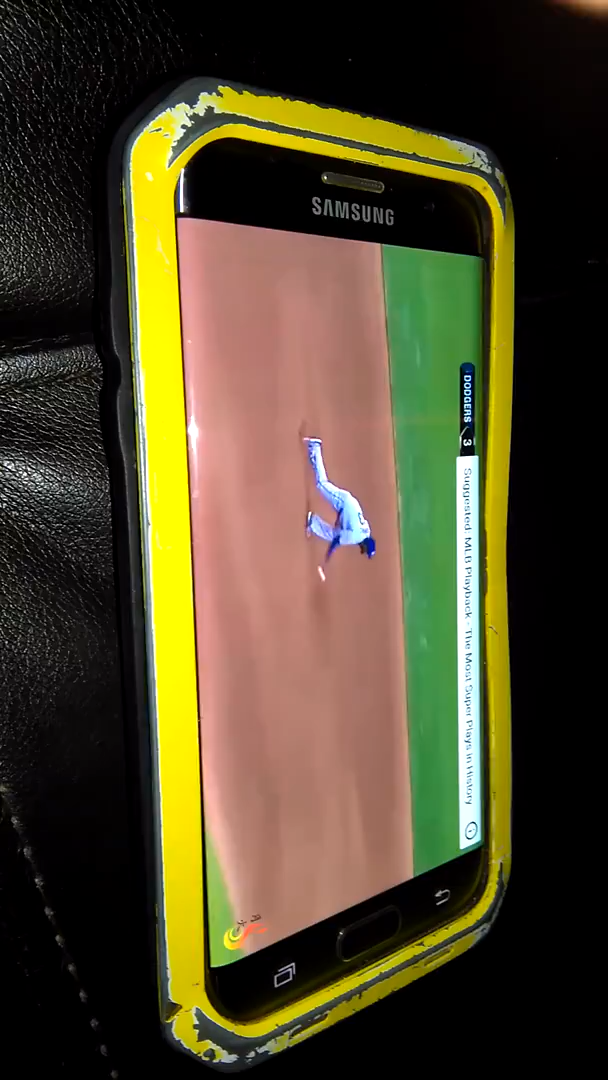 SAMSUNG
DODGERS 3
Suggested: MLB Playback - The Most Super Plays in History